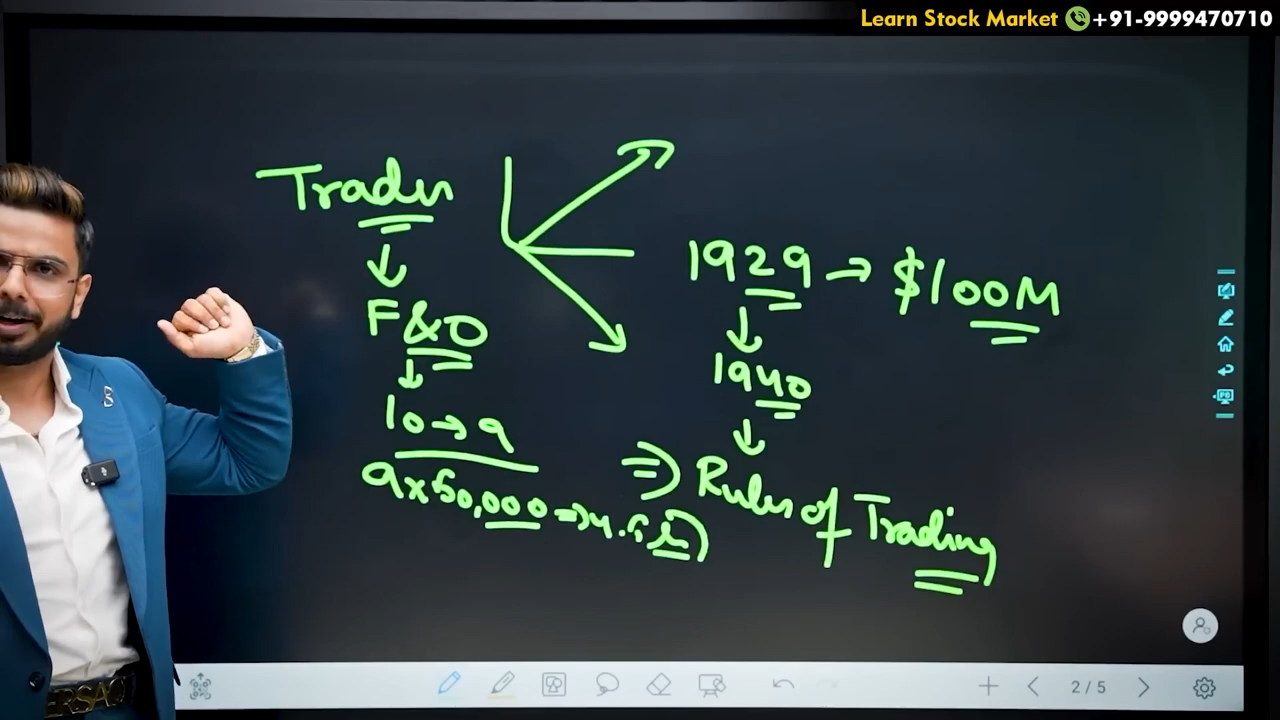 Learn Stock Market +91-9999470710
Trader
F&O
10→9
9x50,000⇒4.5L)
1929→$100M
1940
⇒) Rules of Trading
ERSAC
2/5